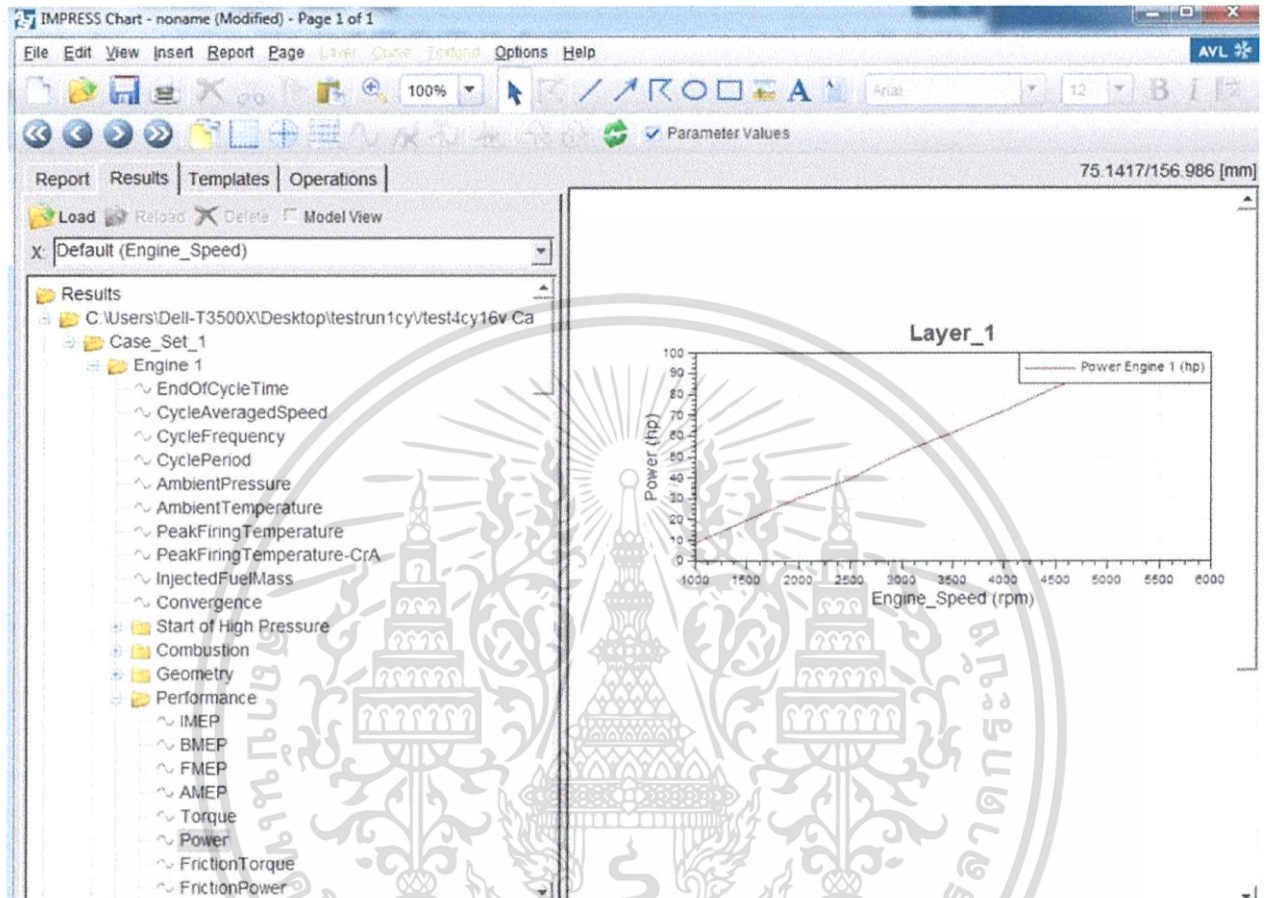 IMPRESS Chart - noname (Modified) - Page 1 of 1
File Edit View Insert Report Page Layer Curve Options Help
AVL
100% Arial 12 B I
Parameter Values
Report Results Templates Operations
75.1417/156.986 [mm]
Load Reload Delete Model View
X: Default (Engine_Speed)
Results
C:\Users\Dell-T3500X\Desktop\testrun1cy\/test4cy16v Ca
Case_Set_1
Engine 1
EndOfCycleTime
CycleAveragedSpeed
CycleFrequency
CyclePeriod
AmbientPressure
AmbientTemperature
PeakFiringTemperature
PeakFiringTemperature-CrA
InjectedFuelMass
Convergence
Start of High Pressure
Combustion
Geometry
Performance
IMEP
BMEP
FMEP
AMEP
Torque
Power
FrictionTorque
FrictionPower
Layer_1
Power Engine 1 (hp)
Power (hp)
100
90
80
70
60
50
40
30
20
10
0
1000 1500 2000 2500 3000 3500 4000 4500 5000 5500 6000
Engine_Speed (rpm)